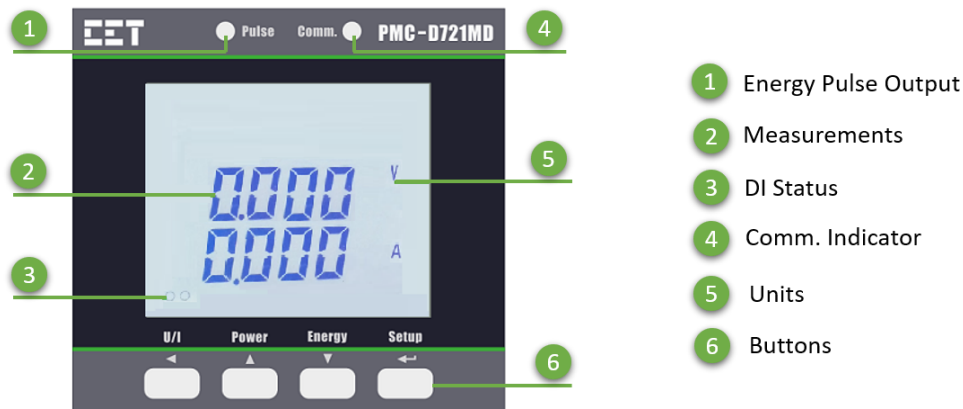 1
CET
Pulse
Comm.
PMC-D721MD
4
2
0.000
V
5
0.000
A
3
U/I
Power
Energy
Setup
6
1 Energy Pulse Output
2 Measurements
3 DI Status
4 Comm. Indicator
5 Units
6 Buttons